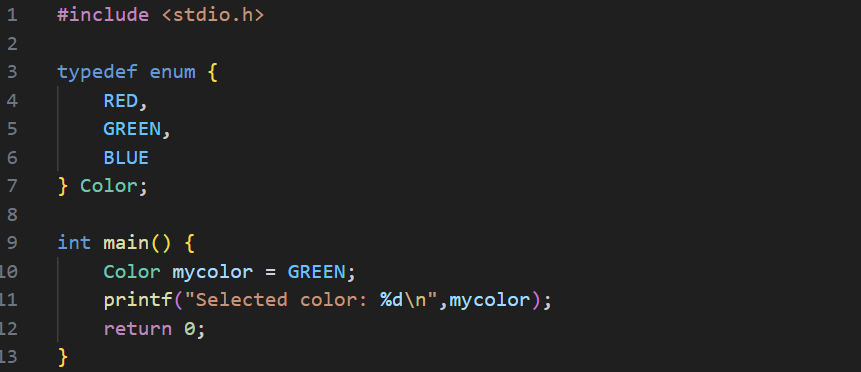 1 #include <stdio.h>
2
3 typedef enum {
4     RED,
5     GREEN,
6     BLUE
7 } Color;
8
9 int main() {
10     Color mycolor = GREEN;
11     printf("Selected color: %d\n",mycolor);
12     return 0;
13 }